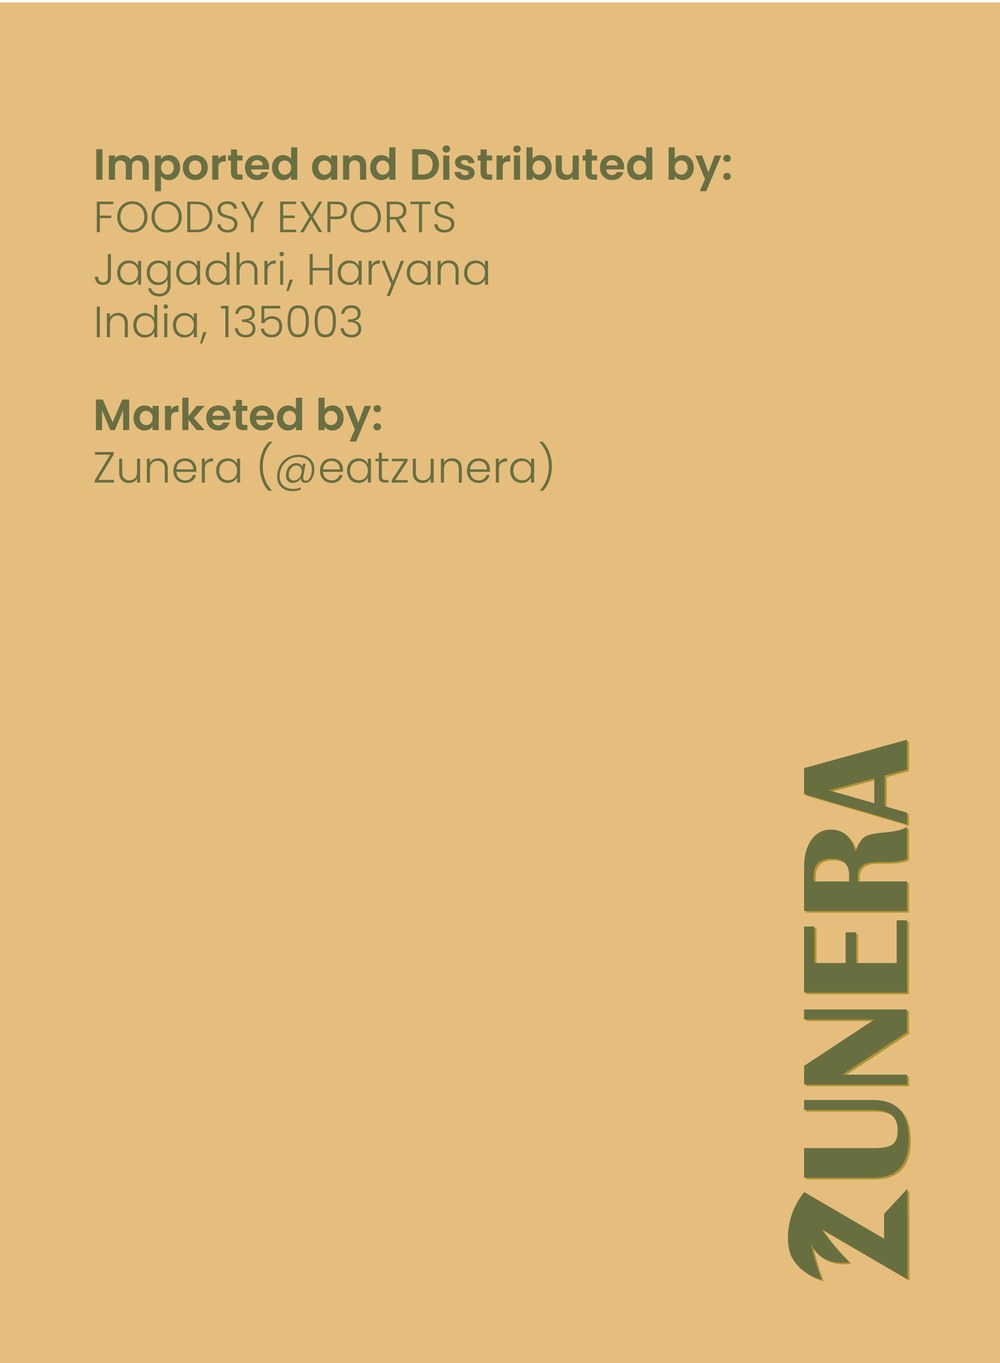 Imported and Distributed by:
FOODSY EXPORTS
Jagadhri, Haryana
India, 135003
Marketed by:
Zunera (@eatzunera)
ZUNERA